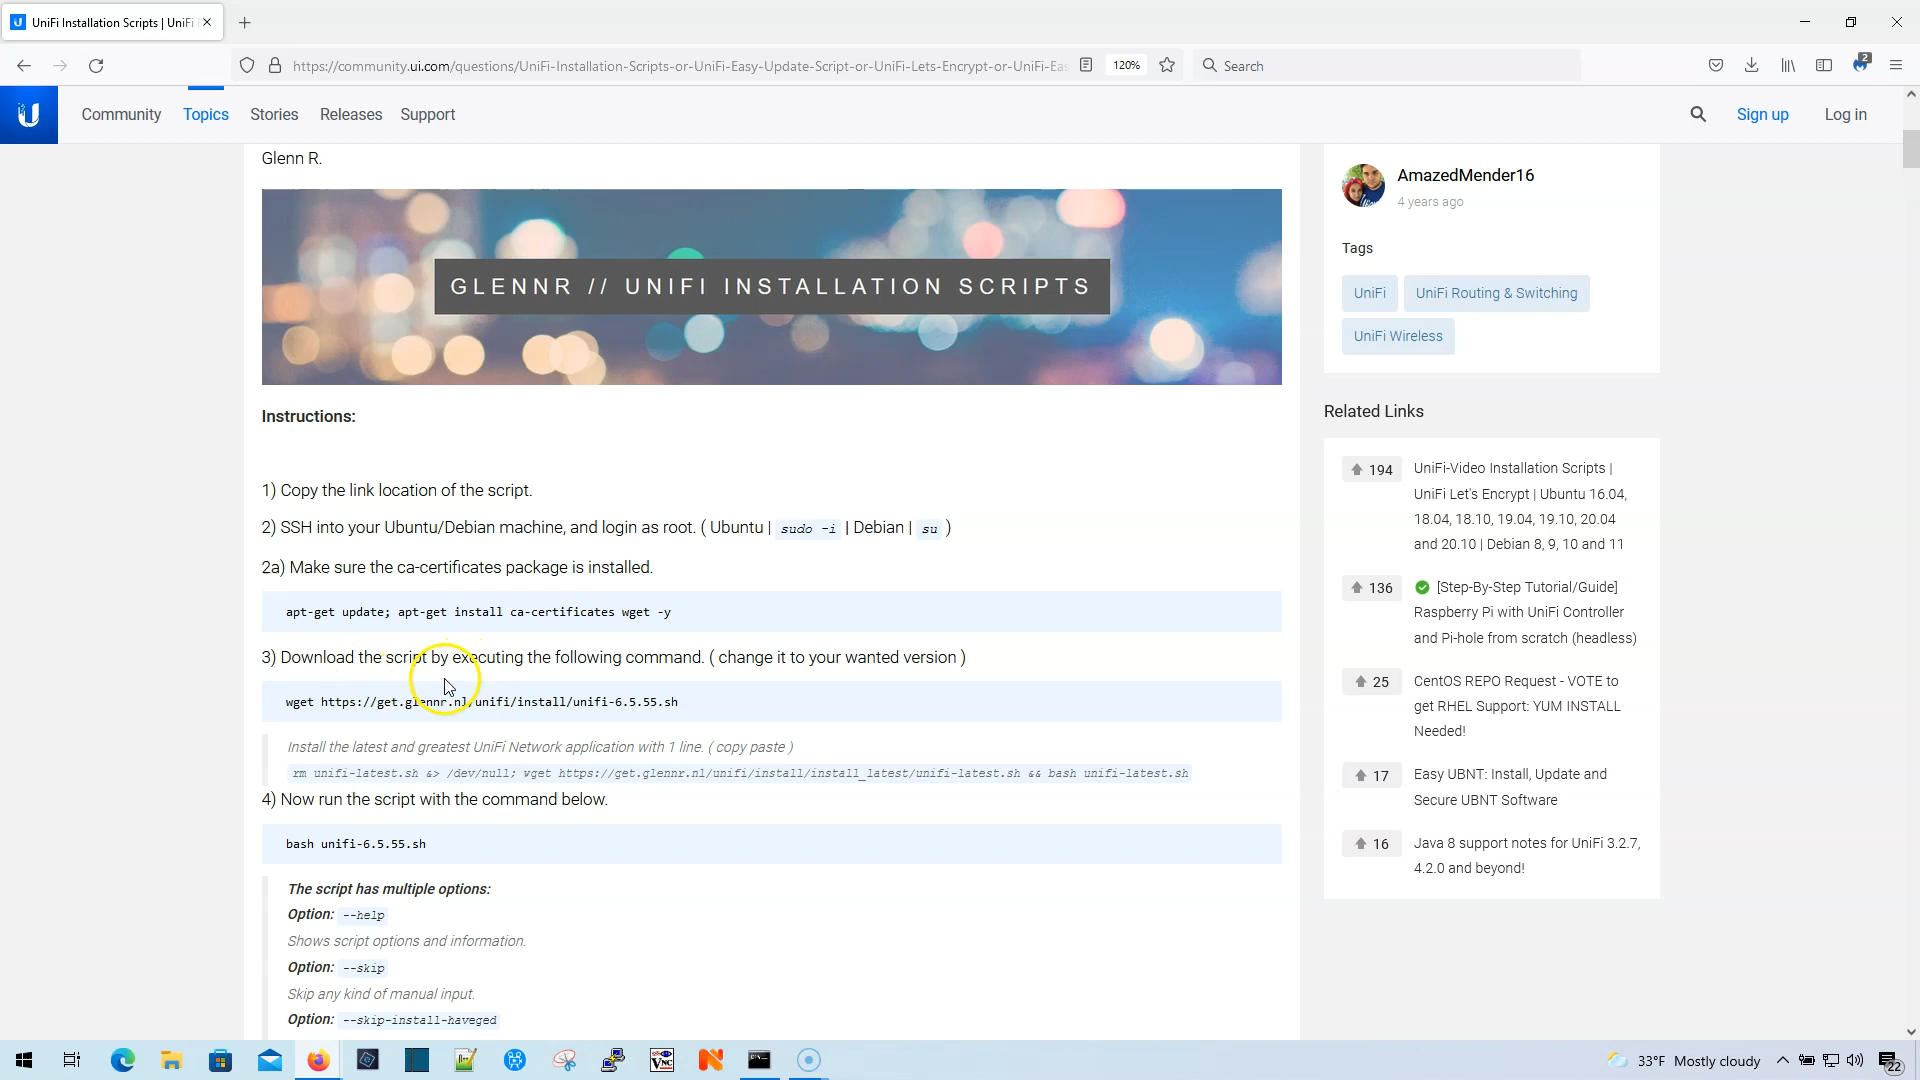 UniFi Installation Scripts | UniFi
https://community.ui.com/questions/UniFi-Installation-Scripts-or-UniFi-Easy-Update-Script-or-UniFi-Lets-Encrypt-or-UniFi-Eas
120%
Search
2
Community
Topics
Stories
Releases
Support
Sign up
Log in
Glenn R.
GLENNR // UNIFI INSTALLATION SCRIPTS
Instructions:
1) Copy the link location of the script.
2) SSH into your Ubuntu/Debian machine, and login as root. ( Ubuntu | sudo -i | Debian | su )
2a) Make sure the ca-certificates package is installed.
apt-get update; apt-get install ca-certificates wget -y
3) Download the script by executing the following command. ( change it to your wanted version )
wget https://get.glennr.nl/unifi/install/unifi-6.5.55.sh
Install the latest and greatest UniFi Network application with 1 line. ( copy paste )
rm unifi-latest.sh &> /dev/null; wget https://get.glennr.nl/unifi/install/install_latest/unifi-latest.sh && bash unifi-latest.sh
4) Now run the script with the command below.
bash unifi-6.5.55.sh
The script has multiple options:
Option: --help
Shows script options and information.
Option: --skip
Skip any kind of manual input.
Option: --skip-install-haveged
AmazedMender16
4 years ago
Tags
UniFi
UniFi Routing & Switching
UniFi Wireless
Related Links
194
UniFi-Video Installation Scripts |
UniFi Let's Encrypt | Ubuntu 16.04,
18.04, 18.10, 19.04, 19.10, 20.04
and 20.10 | Debian 8, 9, 10 and 11
136
[Step-By-Step Tutorial/Guide]
Raspberry Pi with UniFi Controller
and Pi-hole from scratch (headless)
25
CentOS REPO Request - VOTE to
get RHEL Support: YUM INSTALL
Needed!
17
Easy UBNT: Install, Update and
Secure UBNT Software
16
Java 8 support notes for UniFi 3.2.7,
4.2.0 and beyond!
33°F Mostly cloudy
22